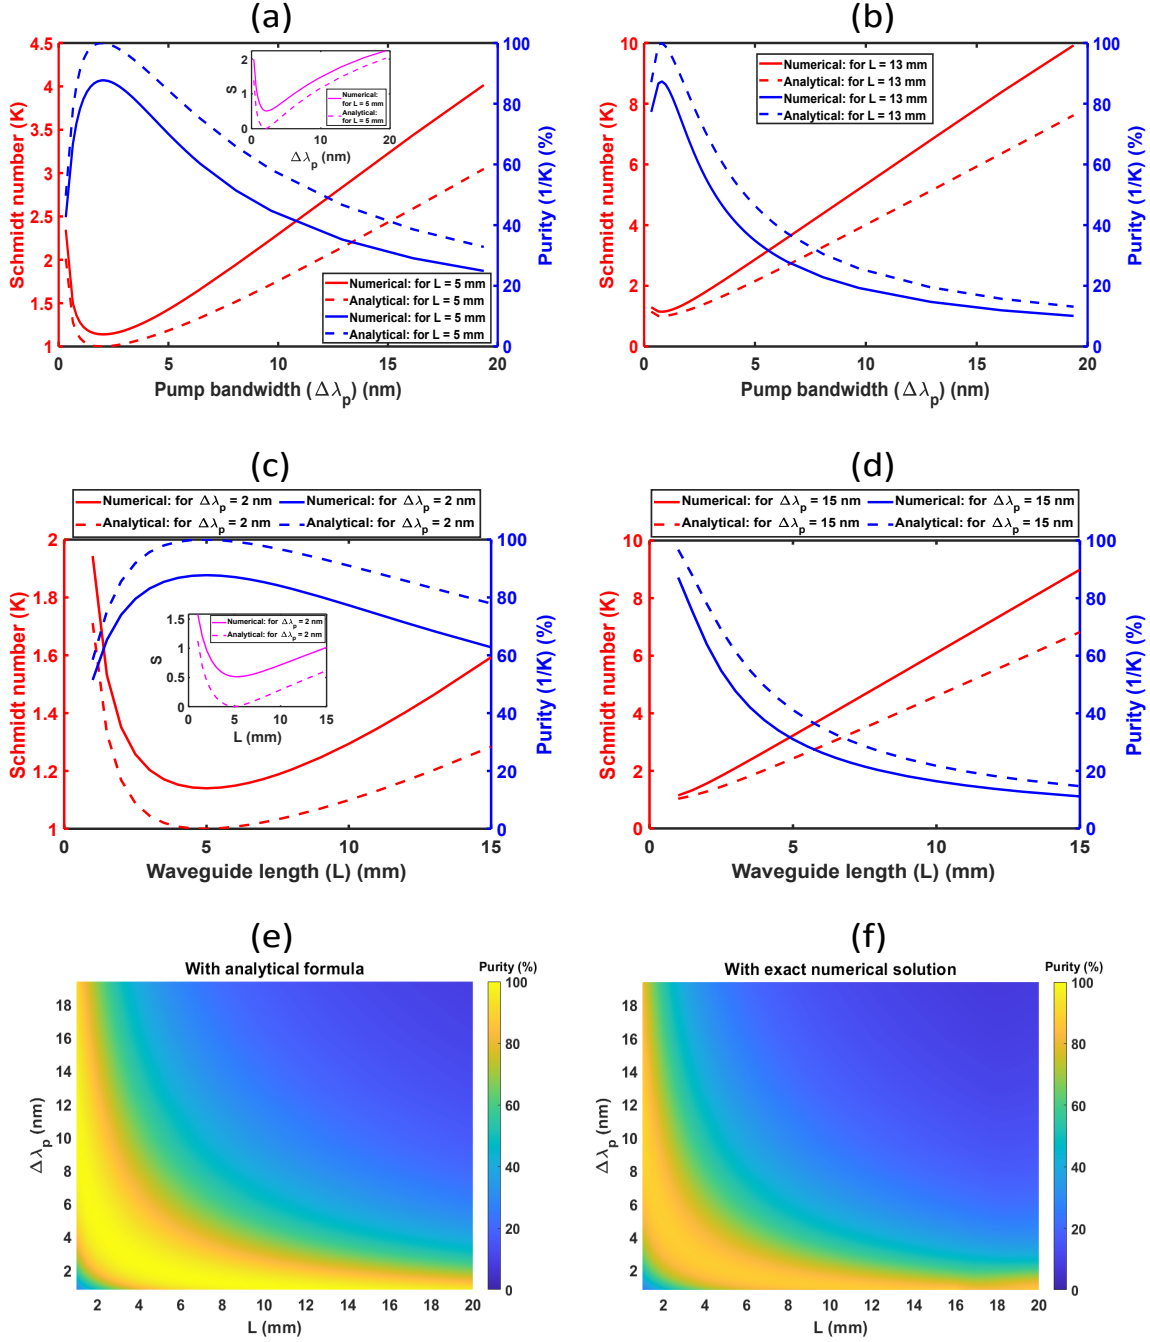 (a)
(b)
4.5
4
3.5
3
2.5
2
1.5
1
Schmidt number (K)
0
5
10
15
20
Pump bandwidth (Δλp) (nm)
100
80
60
40
20
0
Purity (1/K) (%)
2
1
0
S
0
10
20
Δλp (nm)
Numerical:
for L = 5 mm
Analytical:
for L = 5 mm
Numerical: for L = 5 mm
Analytical: for L = 5 mm
Numerical: for L = 5 mm
Analytical: for L = 5 mm
10
8
6
4
2
0
Schmidt number (K)
0
5
10
15
20
Pump bandwidth (Δλp) (nm)
100
80
60
40
20
0
Purity (1/K) (%)
Numerical: for L = 13 mm
Analytical: for L = 13 mm
Numerical: for L = 13 mm
Analytical: for L = 13 mm
(c)
(d)
Numerical: for Δλp = 2 nm
Numerical: for Δλp = 2 nm
Analytical: for Δλp = 2 nm
Analytical: for Δλp = 2 nm
2
1.8
1.6
1.4
1.2
1
Schmidt number (K)
0
5
10
15
Waveguide length (L) (mm)
100
80
60
40
20
0
Purity (1/K) (%)
1.5
1
0.5
0
S
0
5
10
15
L (mm)
Numerical: for Δλp = 2 nm
Analytical: for Δλp = 2 nm
Numerical: for Δλp = 15 nm
Numerical: for Δλp = 15 nm
Analytical: for Δλp = 15 nm
Analytical: for Δλp = 15 nm
10
8
6
4
2
0
Schmidt number (K)
0
5
10
15
Waveguide length (L) (mm)
100
80
60
40
20
0
Purity (1/K) (%)
(e)
(f)
With analytical formula
Purity (%)
18
16
14
12
10
8
6
4
2
Δλp (nm)
2
4
6
8
10
12
14
16
18
20
L (mm)
100
80
60
40
20
0
With exact numerical solution
Purity (%)
18
16
14
12
10
8
6
4
2
Δλp (nm)
2
4
6
8
10
12
14
16
18
20
L (mm)
100
80
60
40
20
0